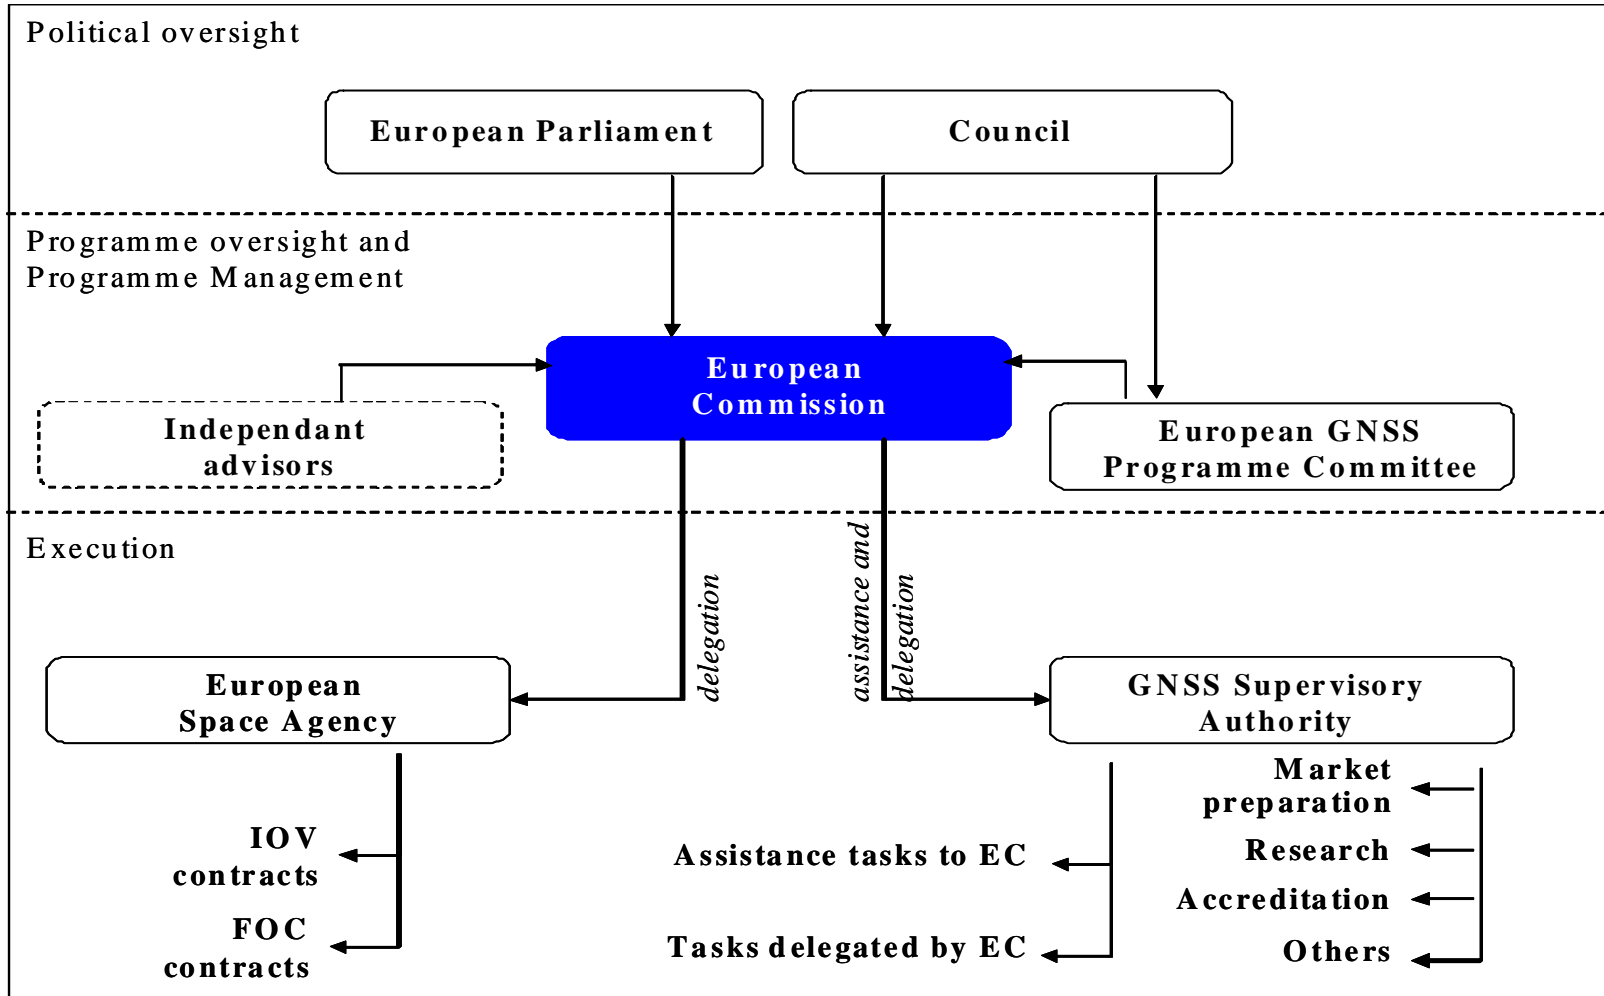 Political oversight
European Parliament
Council
Programme oversight and
Programme Management
European
Commission
Independant
advisors
European GNSS
Programme Committee
Execution
delegation
assistance and
delegation
European
Space Agency
GNSS Supervisory
Authority
IOV
contracts
FOC
contracts
Assistance tasks to EC
Tasks delegated by EC
Market
preparation
Research
Accreditation
Others